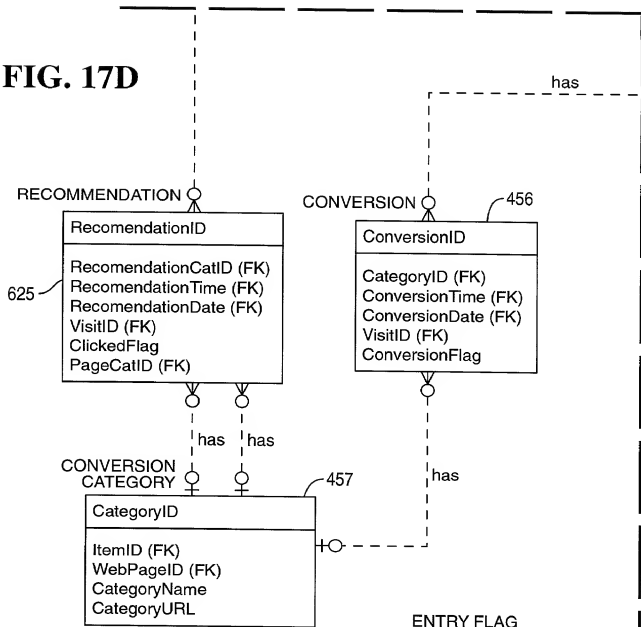 FIG. 17D
has
RECOMMENDATION
CONVERSION
456
RecomendationID
ConversionID
625
RecomendationCatID (FK)
RecomendationTime (FK)
RecomendationDate (FK)
VisitID (FK)
ClickedFlag
PageCatID (FK)
CategoryID (FK)
ConversionTime (FK)
ConversionDate (FK)
VisitID (FK)
ConversionFlag
has
has
has
CONVERSION
CATEGORY
457
CategoryID
ItemID (FK)
WebPageID (FK)
CategoryName
CategoryURL
ENTRY FLAG